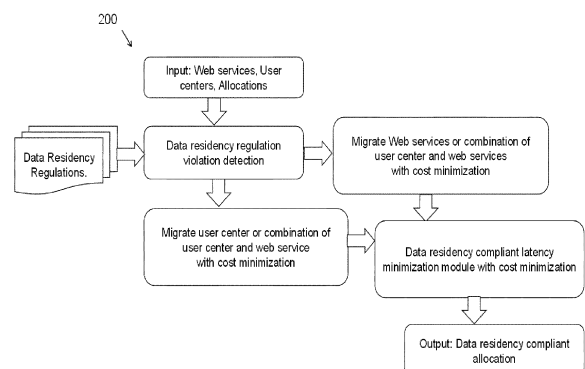 200
Input: Web services, User
centers, Allocations
Data Residency
Regulations.
Data residency regulation
violation detection
Migrate Web services or combination of
user center and web services
with cost minimization
Migrate user center or combination of
user center and web service
with cost minimization
Data residency compliant latency
minimization module with cost minimization
Output: Data residency compliant
allocation